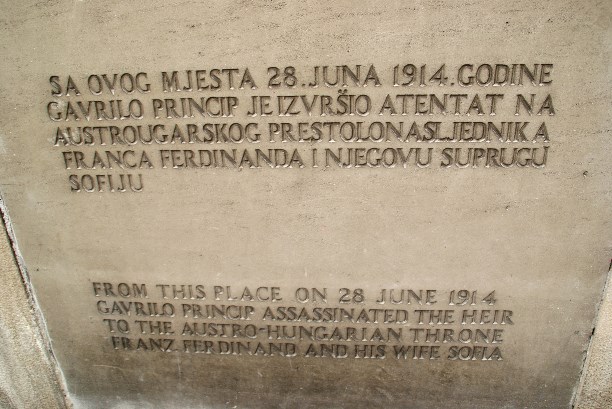 SA OVOG MJESTA 28. JUNA 1914. GODINE
GAVRILO PRINCIP JE IZVRŠIO ATENTAT NA
AUSTROUGARSKOG PRESTOLONASLJEDNIKA
FRANCA FERDINANDA I NJEGOVU SUPRUGU
SOFIJU
FROM THIS PLACE ON 28 JUNE 1914
GAVRILO PRINCIP ASSASSINATED THE HEIR
TO THE AUSTRO-HUNGARIAN THRONE
FRANZ FERDINAND AND HIS WIFE SOFIA